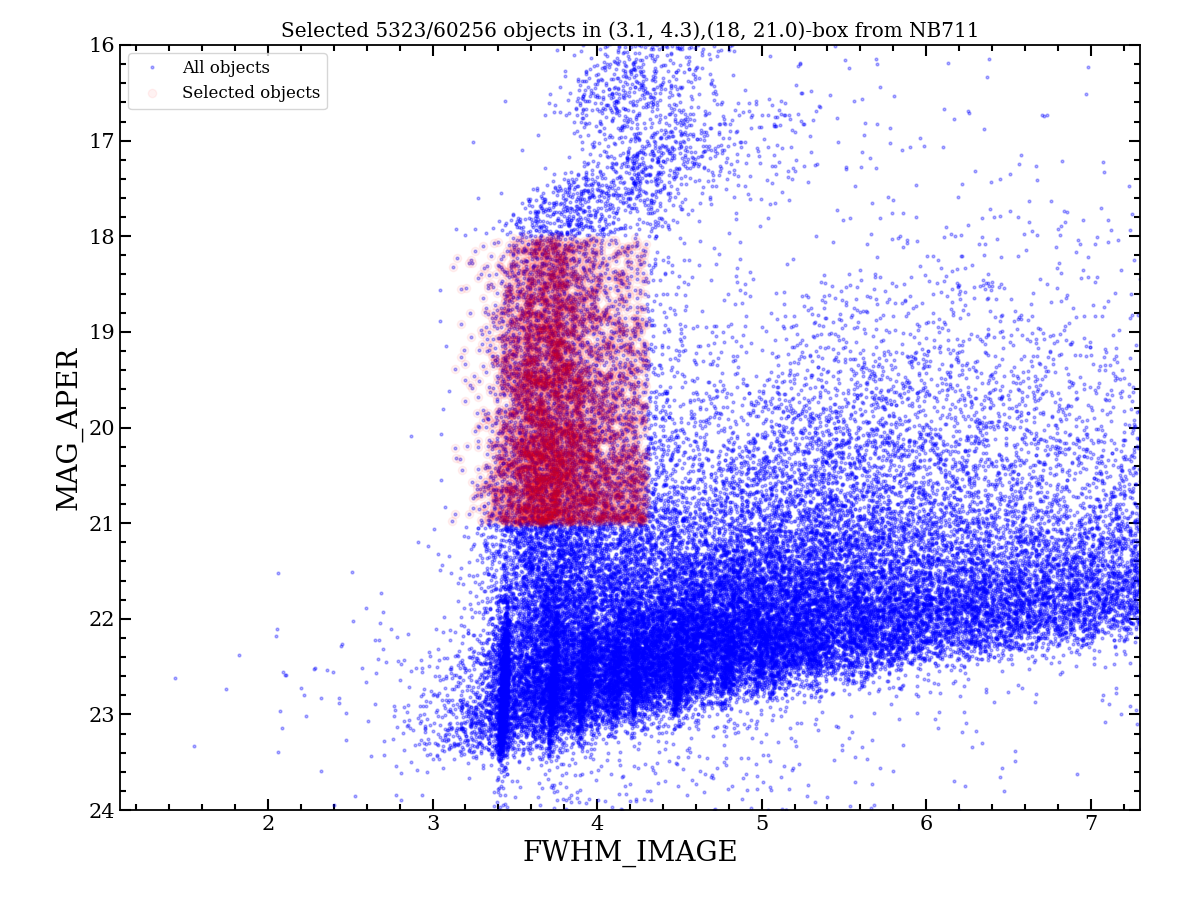 Selected 5323/60256 objects in (3.1, 4.3),(18, 21.0)-box from NB711
All objects
Selected objects
16
17
18
19
20
21
22
23
24
MAG_APER
2 3 4 5 6 7
FWHM_IMAGE